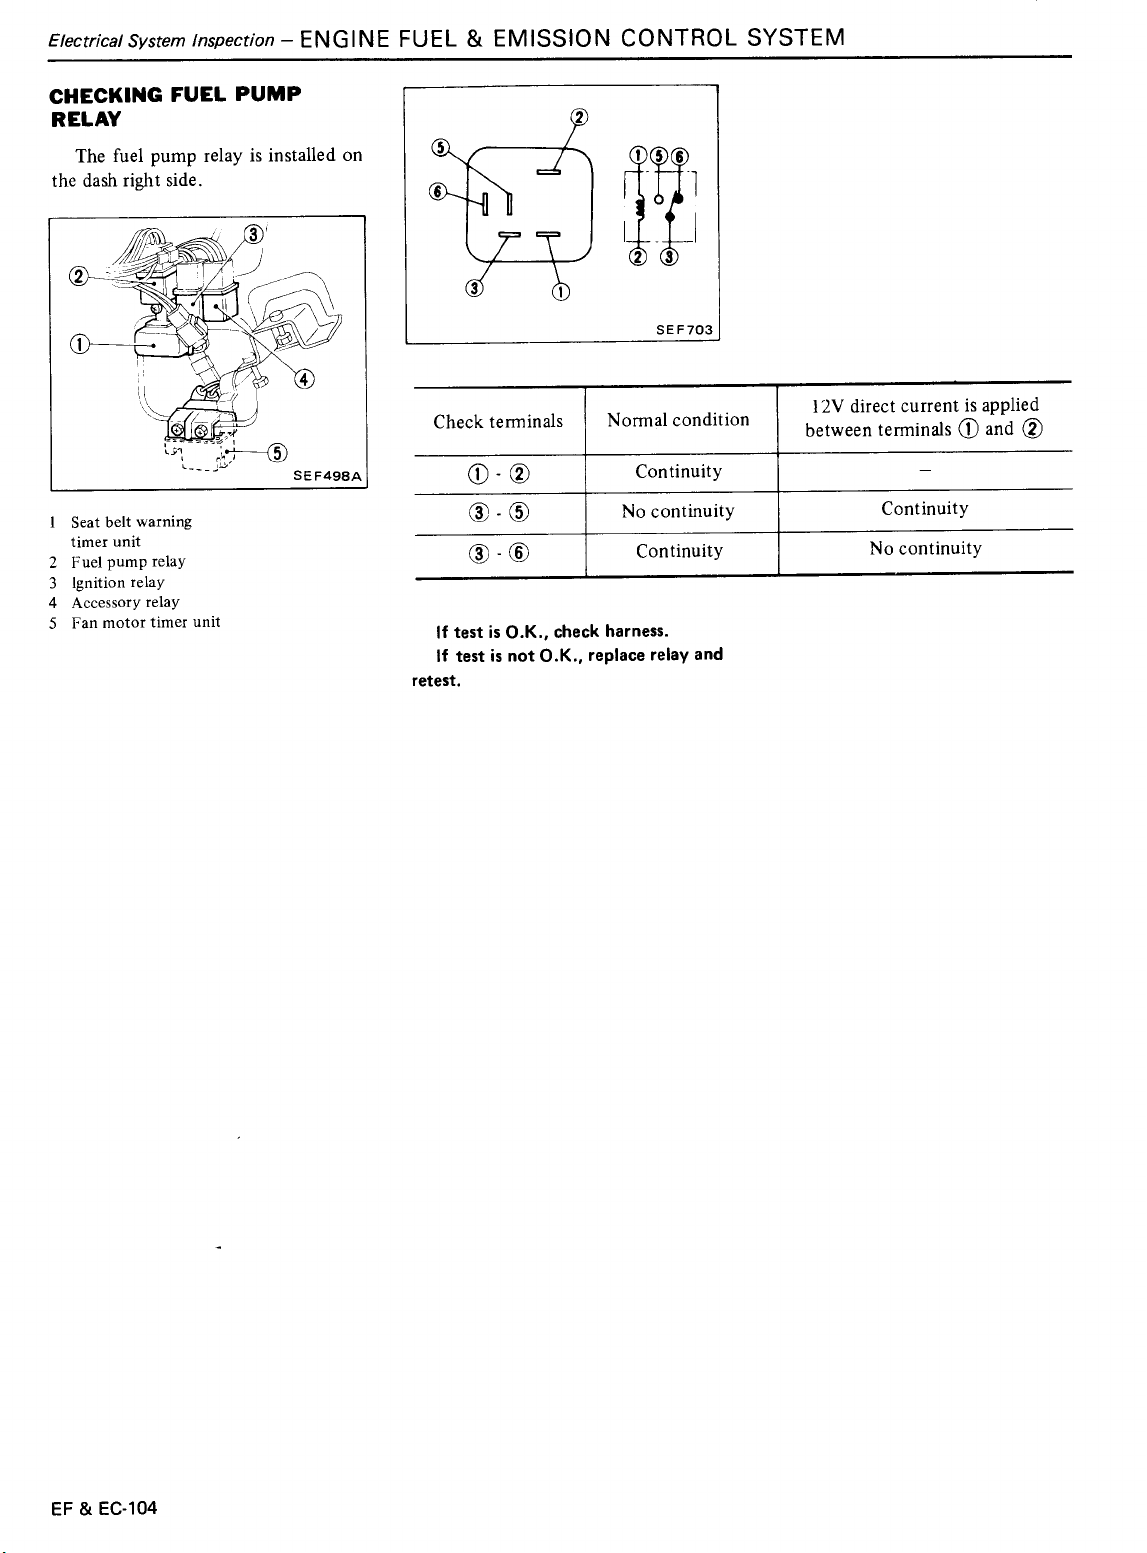 Electrical System Inspection – ENGINE FUEL & EMISSION CONTROL SYSTEM
CHECKING FUEL PUMP
RELAY
The fuel pump relay is installed on
the dash right side.
3
2
1
4
5
SEF498A
1 Seat belt warning
timer unit
2 Fuel pump relay
3 Ignition relay
4 Accessory relay
5 Fan motor timer unit
2
5
6
3
1
1 5 6
2 3
SEF703
Check terminals
Normal condition
12V direct current is applied
between terminals ① and ②
① - ② Continuity –
③ - ⑤ No continuity Continuity
③ - ⑥ Continuity No continuity
If test is O.K., check harness.
If test is not O.K., replace relay and
retest.
EF & EC-104